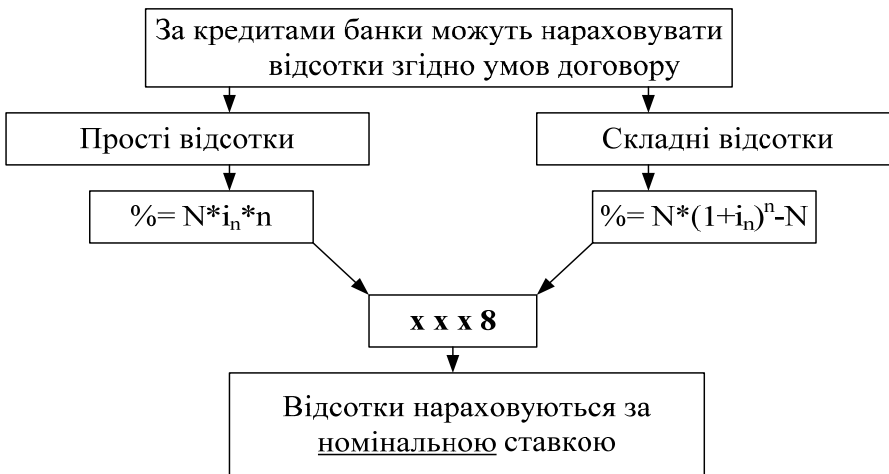 За кредитами банки можуть нараховувати
відсотки згідно умов договору
Прості відсотки
Складні відсотки
%= N*iₙ*n
%= N*(1+iₙ)ⁿ-N
х х х 8
Відсотки нараховуються за
номінальною ставкою